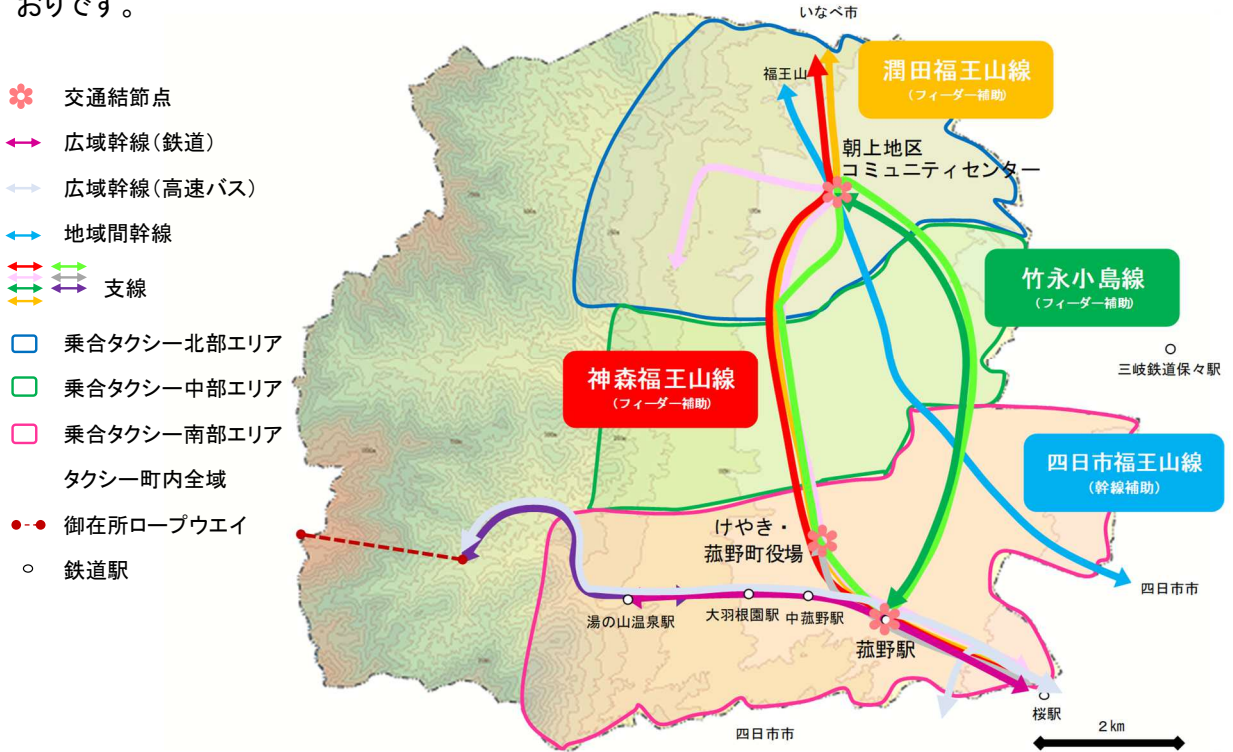 おりです。
交通結節点
広域幹線(鉄道)
広域幹線(高速バス)
地域間幹線
支線
乗合タクシー北部エリア
乗合タクシー中部エリア
乗合タクシー南部エリア
タクシー町内全域
御在所ロープウエイ
鉄道駅
いなべ市
福王山
潤田福王山線
(フィーダー補助)
朝上地区
コミュニティセンター
竹永小島線
(フィーダー補助)
三岐鉄道保々駅
神森福王山線
(フィーダー補助)
四日市福王山線
(幹線補助)
けやき・
菰野町役場
四日市市
湯の山温泉駅
大羽根園駅
中菰野駅
菰野駅
桜駅
四日市市
2km